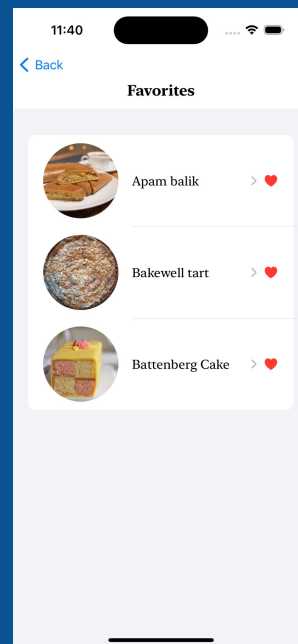 11:40
Back
Favorites
Apam balik
Bakewell tart
Battenberg Cake